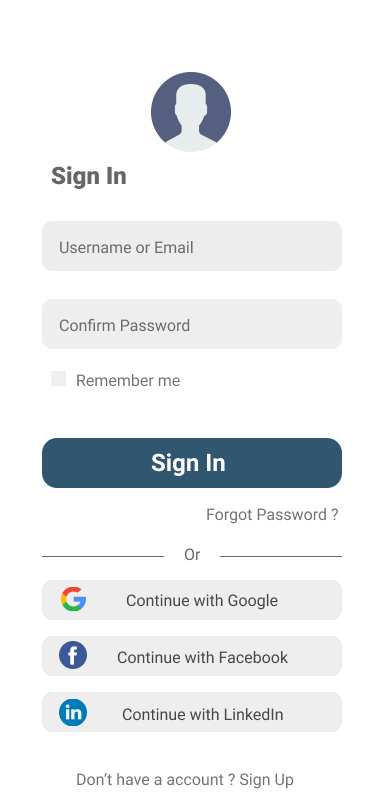 Sign In
Username or Email
Confirm Password
Remember me
Sign In
Forgot Password ?
Or
Continue with Google
Continue with Facebook
Continue with LinkedIn
Don’t have a account ? Sign Up